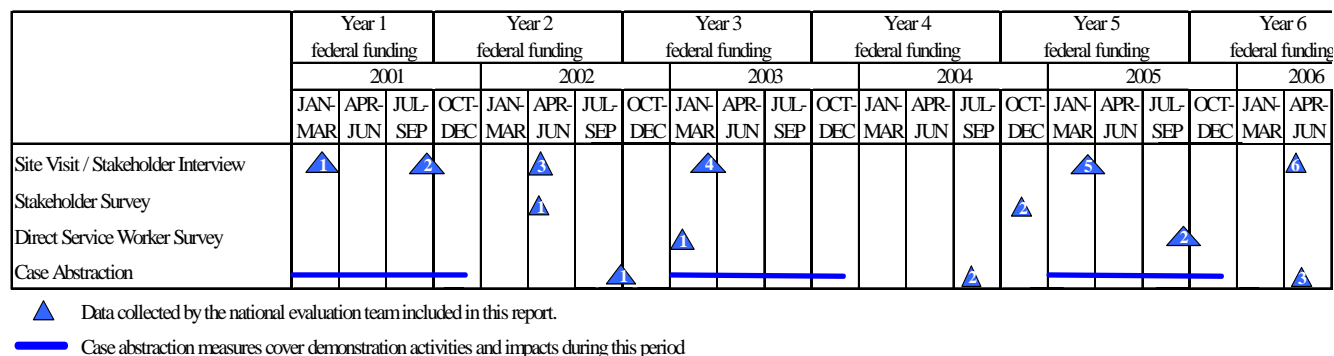 Year 1 Year 2 Year 3 Year 4 Year 5 Year 6
federal funding federal funding federal funding federal funding federal funding federal funding
2001 2002 2003 2004 2005 2006
JAN- APR- JUL- OCT- JAN- APR- JUL- OCT- JAN- APR- JUL- OCT- JAN- APR- JUL- OCT- JAN- APR- JUL- OCT- JAN- APR-
MAR JUN SEP DEC MAR JUN SEP DEC MAR JUN SEP DEC MAR JUN SEP DEC MAR JUN SEP DEC MAR JUN
Site Visit / Stakeholder Interview 1 2 3 4 5 6
Stakeholder Survey 1 2
Direct Service Worker Survey 1 2
Case Abstraction 1 2 3
Data collected by the national evaluation team included in this report.
Case abstraction measures cover demonstration activities and impacts during this period